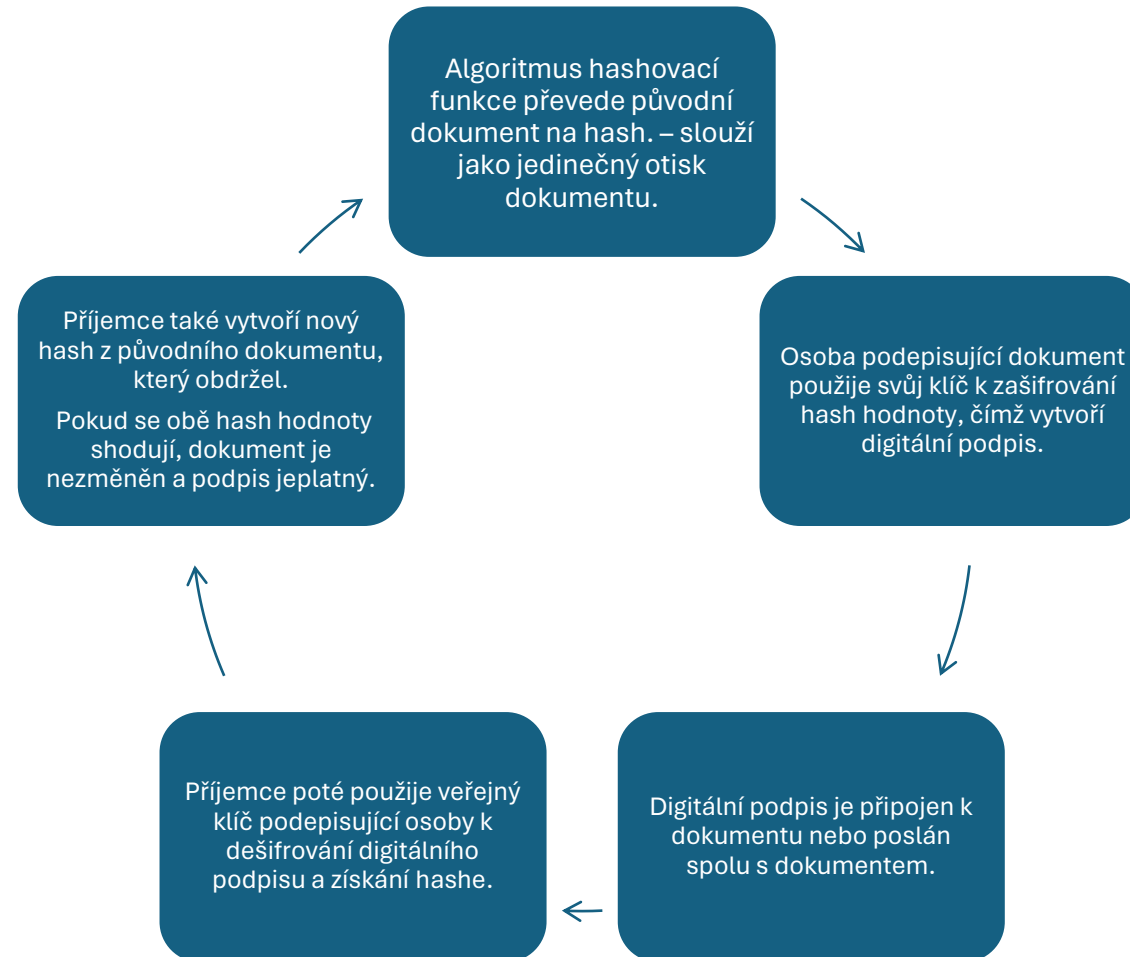 Algoritmus hashovací
funkce převede původní
dokument na hash. – slouží
jako jedinečný otisk
dokumentu.
Osoba podepisující dokument
použije svůj klíč k zašifrování
hash hodnoty, čímž vytvoří
digitální podpis.
Digitální podpis je připojen k
dokumentu nebo poslán
spolu s dokumentem.
Příjemce poté použije veřejný
klíč podepisující osoby k
dešifrování digitálního
podpisu a získání hashe.
Příjemce také vytvoří nový
hash z původního dokumentu,
který obdržel.
Pokud se obě hash hodnoty
shodují, dokument je
nezměněn a podpis jeplatný.